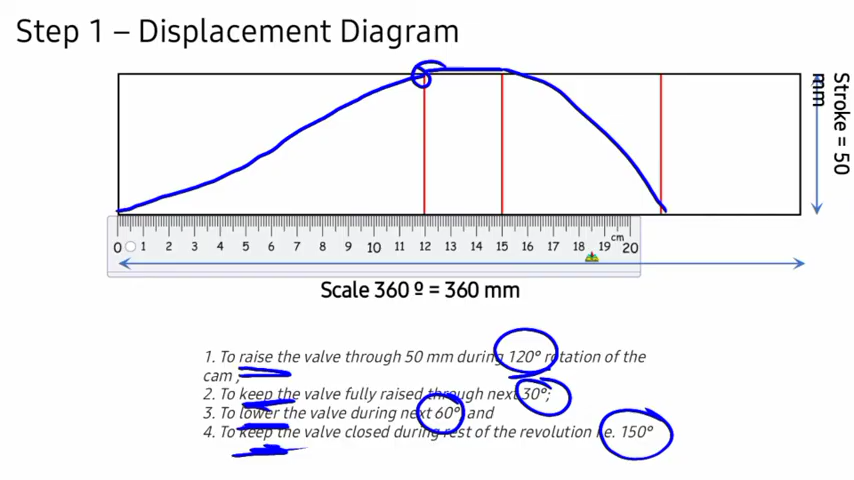 Step 1 – Displacement Diagram
Stroke = 50
mm
0 1 2 3 4 5 6 7 8 9 10 11 12 13 14 15 16 17 18 19 cm 20
Scale 360 º = 360 mm
1. To raise the valve through 50 mm during 120° rotation of the
cam ;
2. To keep the valve fully raised through next 30°;
3. To lower the valve during next 60°; and
4. To keep the valve closed during rest of the revolution i.e. 150°